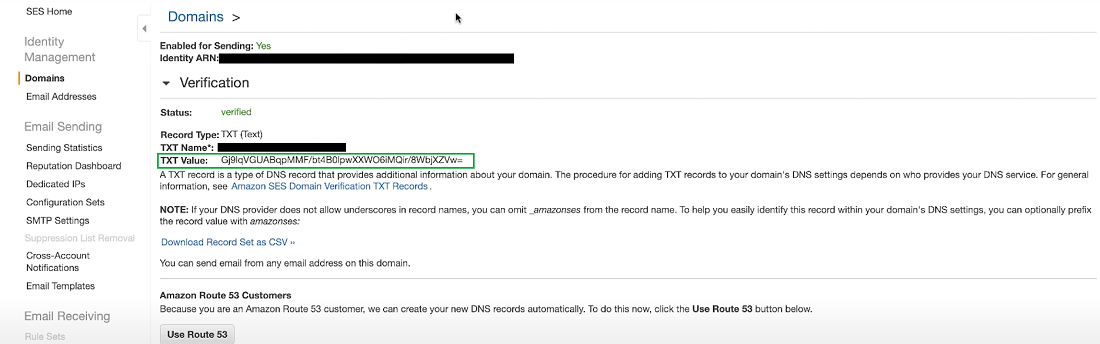 SES Home
Identity
Management
Domains
Email Addresses
Email Sending
Sending Statistics
Reputation Dashboard
Dedicated IPs
Configuration Sets
SMTP Settings
Suppression List Removal
Cross-Account
Notifications
Email Templates
Email Receiving
Rule Sets
Domains >
Enabled for Sending: Yes
Identity ARN:
Verification
Status: verified
Record Type: TXT (Text)
TXT Name*:
TXT Value: Gj9lqVGUABqpMMF/bt4B0lpwXXWO6iMQir/8WbjXZVw=
A TXT record is a type of DNS record that provides additional information about your domain. The procedure for adding TXT records to your domain's DNS settings depends on who provides your DNS service. For general
information, see Amazon SES Domain Verification TXT Records.
NOTE: If your DNS provider does not allow underscores in record names, you can omit _amazonses from the record name. To help you easily identify this record within your domain's DNS settings, you can optionally prefix
the record value with amazonses:
Download Record Set as CSV »
You can send email from any email address on this domain.
Amazon Route 53 Customers
Because you are an Amazon Route 53 customer, we can create your new DNS records automatically. To do this now, click the Use Route 53 button below.
Use Route 53